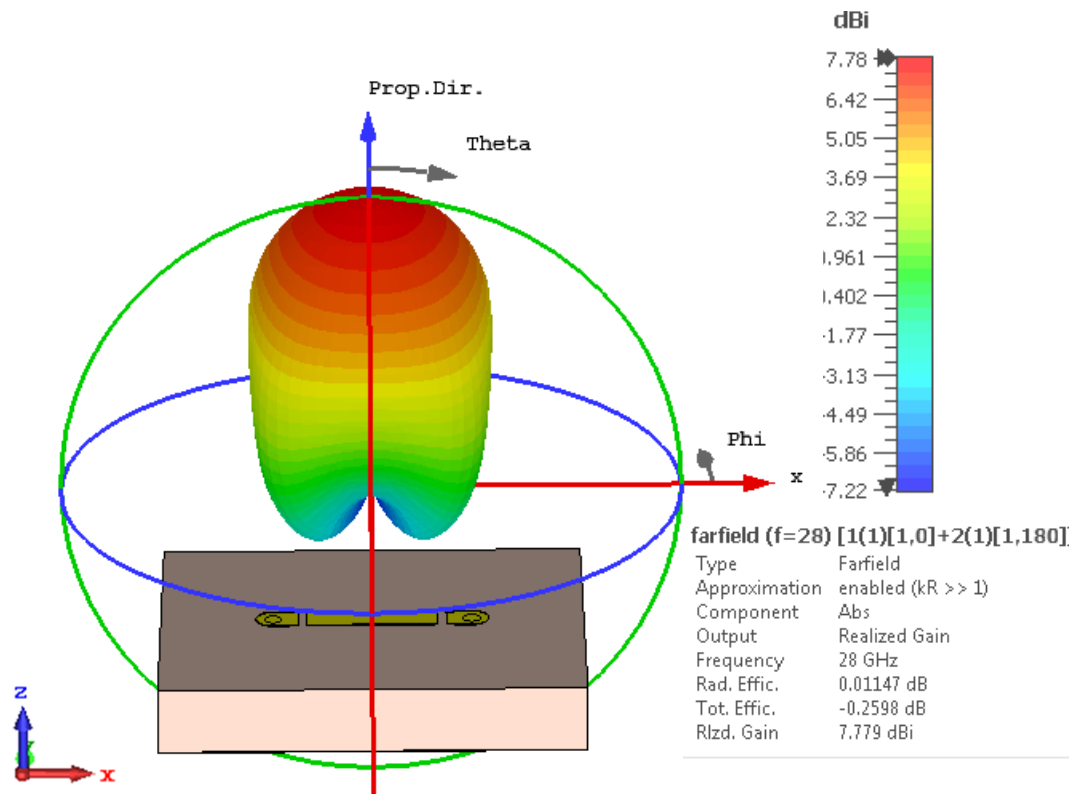 dBi
7.78
6.42
5.05
3.69
2.32
).961
).402
-1.77
-3.13
-4.49
-5.86
-7.22
Prop.Dir.
Theta
Phi
x
z
x
farfield (f=28) [1(1)[1,0]+2(1)[1,180]]
Type Farfield
Approximation enabled (kR >> 1)
Component Abs
Output Realized Gain
Frequency 28 GHz
Rad. Effic. 0.01147 dB
Tot. Effic. -0.2598 dB
Rlzd. Gain 7.779 dBi